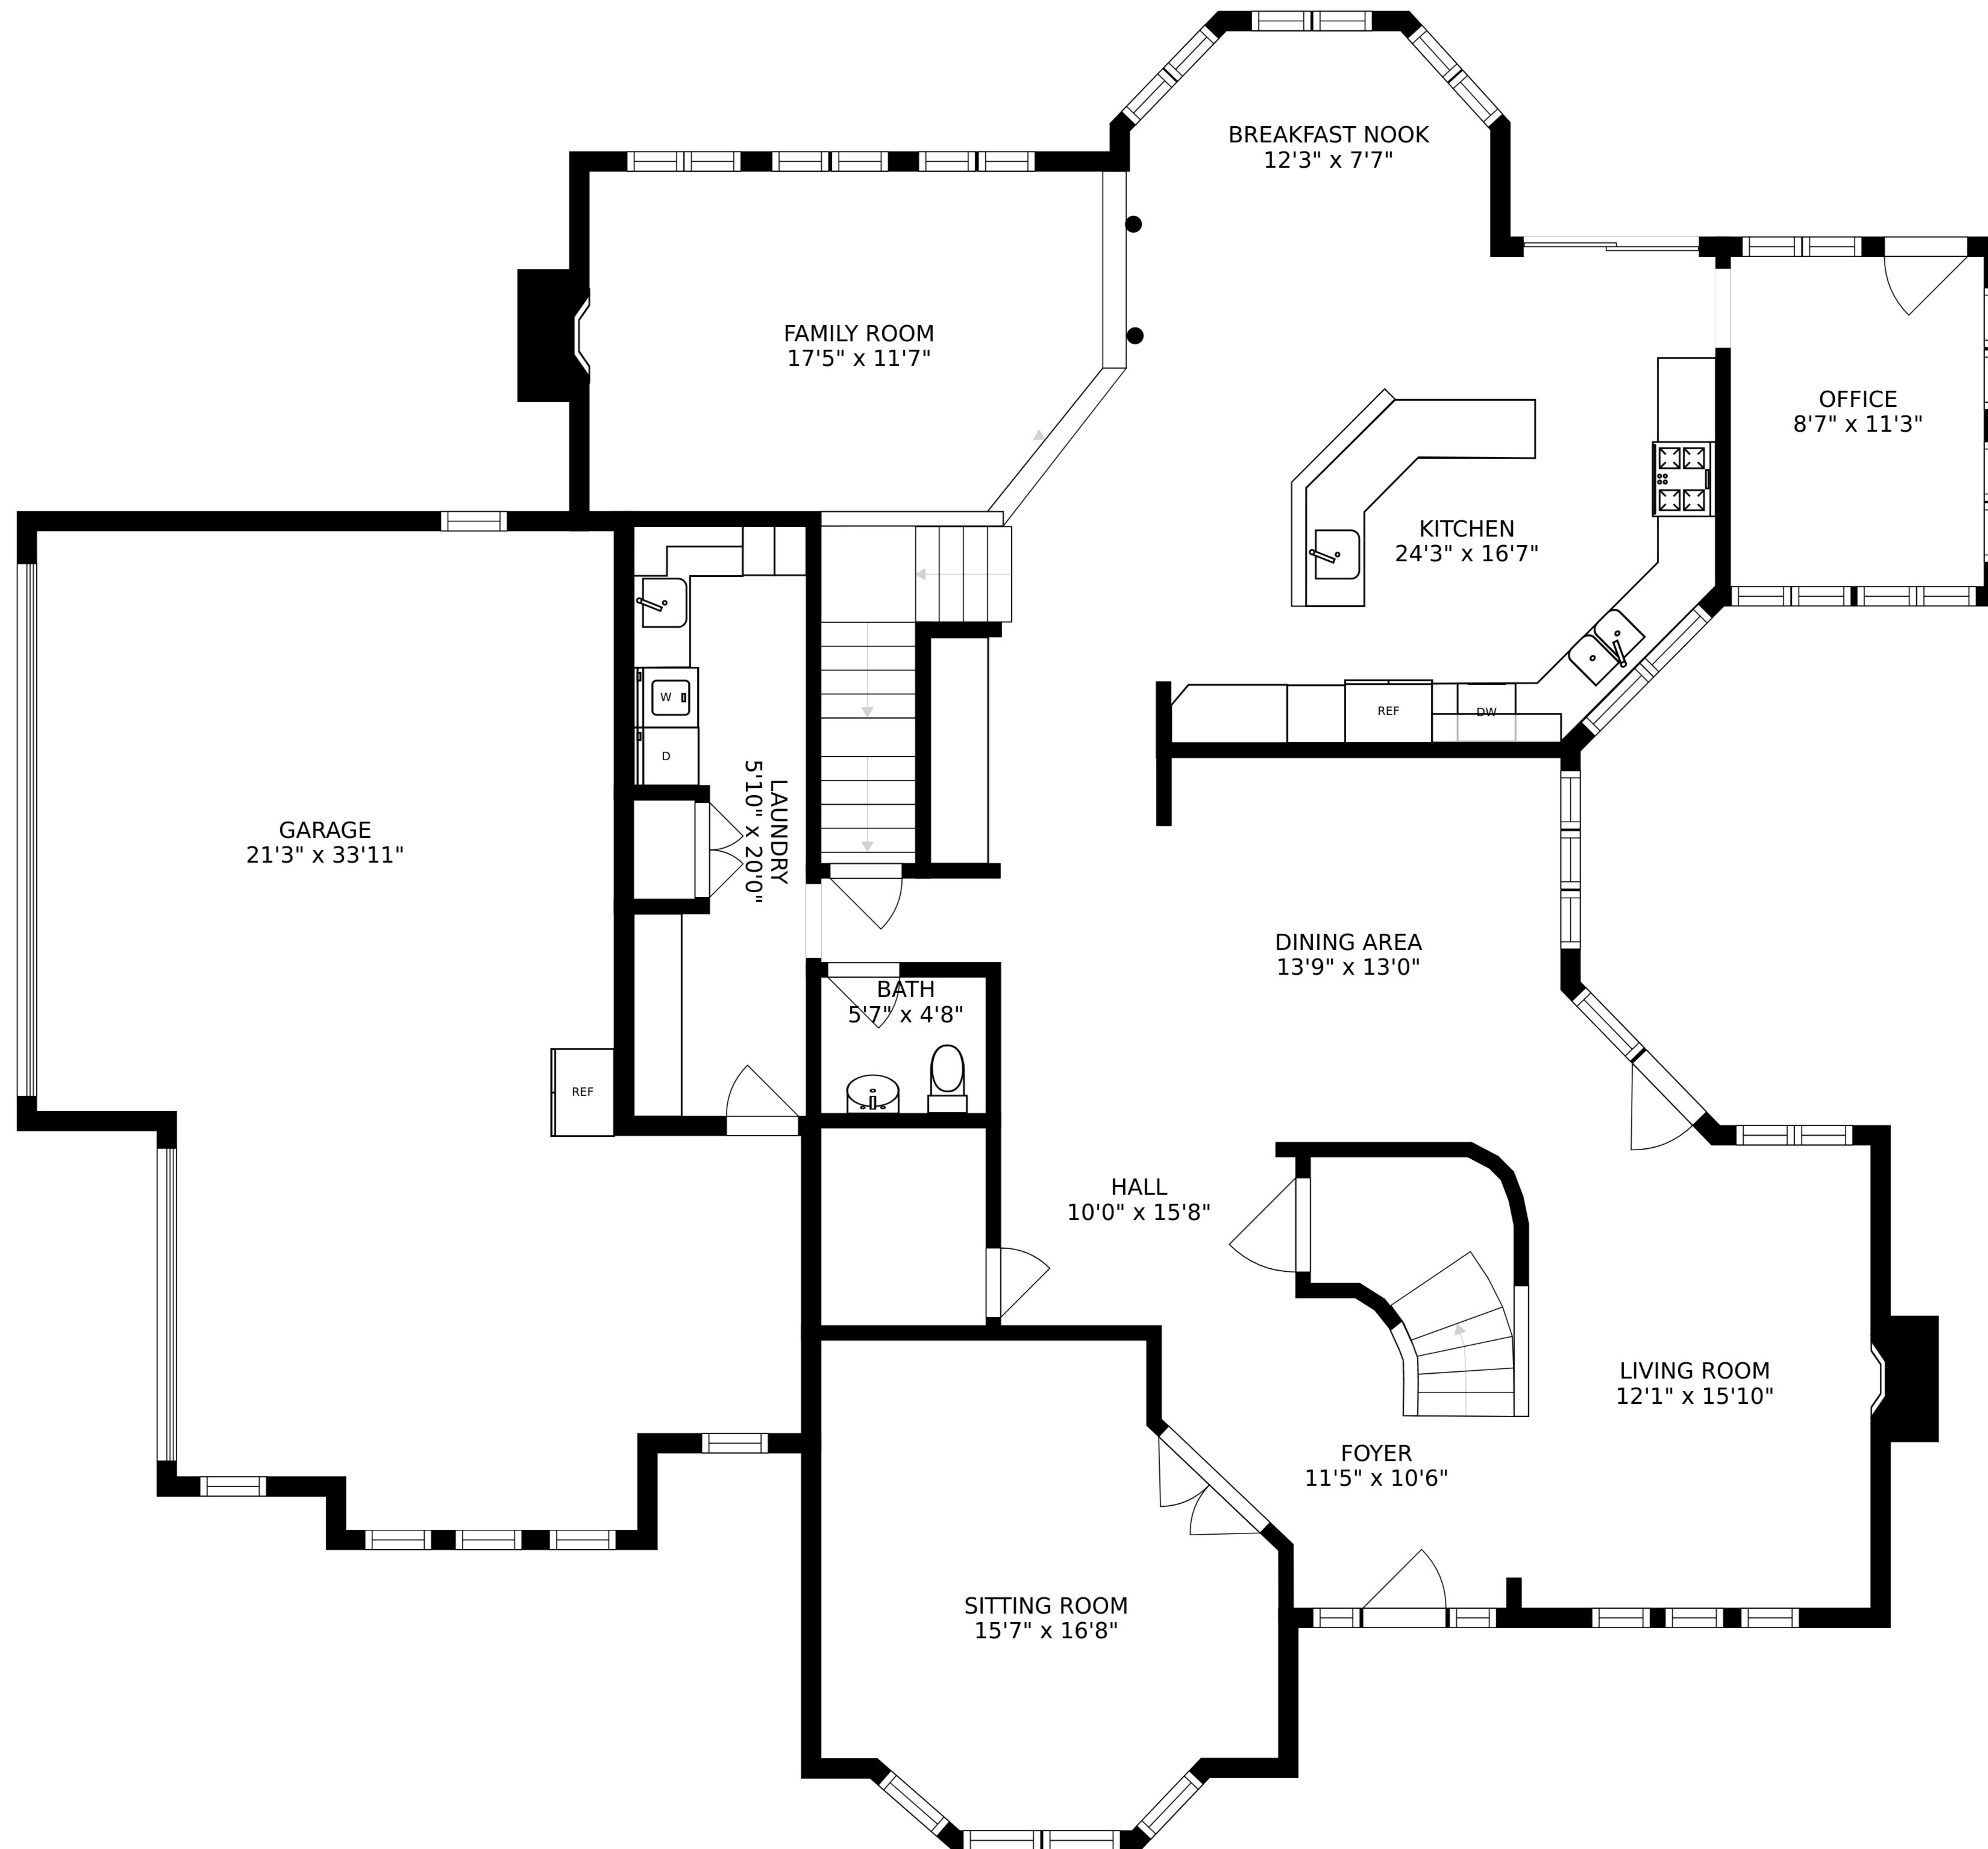 BREAKFAST NOOK
12'3" x 7'7"
FAMILY ROOM
17'5" x 11'7"
OFFICE
8'7" x 11'3"
KITCHEN
24'3" x 16'7"
W
D
REF
DW
LAUNDRY
5'10" x 20'0"
GARAGE
21'3" x 33'11"
DINING AREA
13'9" x 13'0"
BATH
5'7" x 4'8"
REF
HALL
10'0" x 15'8"
LIVING ROOM
12'1" x 15'10"
FOYER
11'5" x 10'6"
SITTING ROOM
15'7" x 16'8"